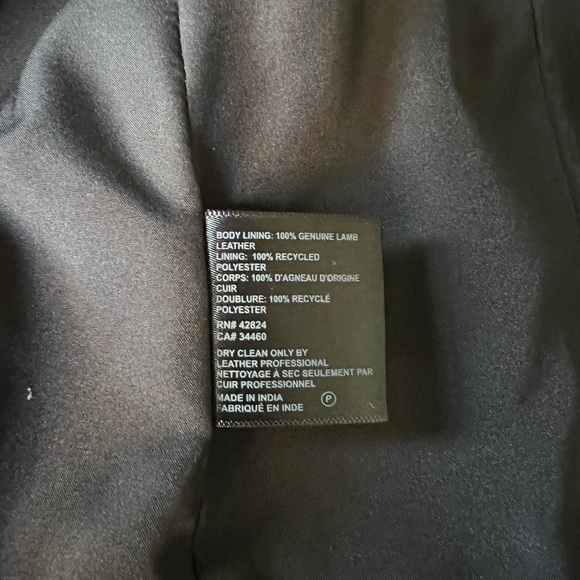 BODY LINING: 100% GENUINE LAMB
LEATHER
LINING: 100% RECYCLED
POLYESTER
CORPS: 100% D'AGNEAU D'ORIGINE
CUIR
DOUBLURE: 100% RECYCLÉ
POLYESTER
RN# 42824
CA# 34460
DRY CLEAN ONLY BY
LEATHER PROFESSIONAL
NETTOYAGE A SEC SEULEMENT PAR
CUIR PROFESSIONNEL
MADE IN INDIA
FABRIQUÉ EN INDE
P